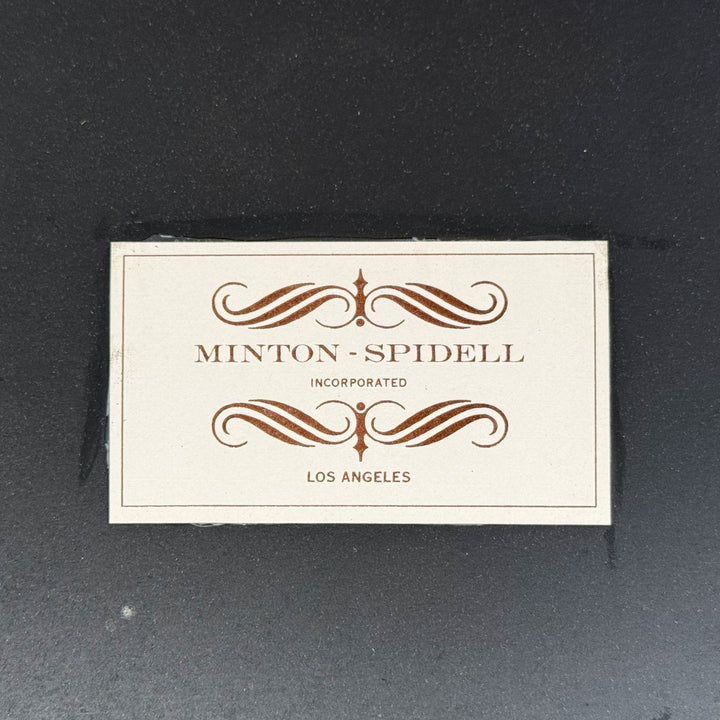 MINTON - SPIDELL
INCORPORATED
LOS ANGELES